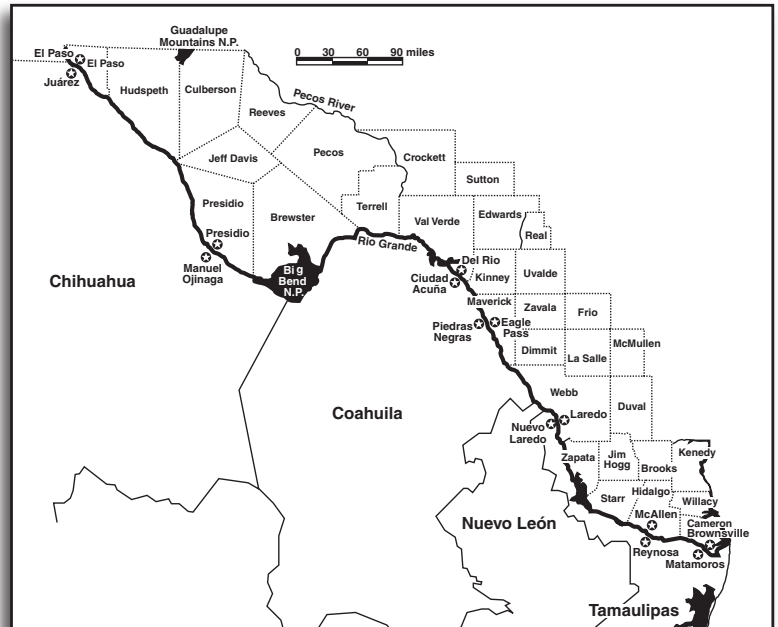 Guadalupe
Mountains N.P.
0 30 60 90 miles
El Paso
El Paso
Juárez
Hudspeth
Culberson
Reeves
Pecos River
Jeff Davis
Pecos
Crockett
Sutton
Presidio
Brewster
Terrell
Val Verde
Edwards
Real
Presidio
Manuel
Ojinaga
Rio Grande
Chihuahua
Big
Bend
N.P.
Del Rio
Ciudad
Acuña
Kinney
Uvalde
Maverick
Zavala
Frio
Piedras
Negras
Eagle
Pass
Dimmit
La Salle
McMullen
Webb
Duval
Coahuila
Laredo
Nuevo
Laredo
Zapata
Jim
Hogg
Brooks
Kenedy
Starr
Hidalgo
Willacy
McAllen
Cameron
Brownsville
Nuevo León
Reynosa
Matamoros
Tamaulipas